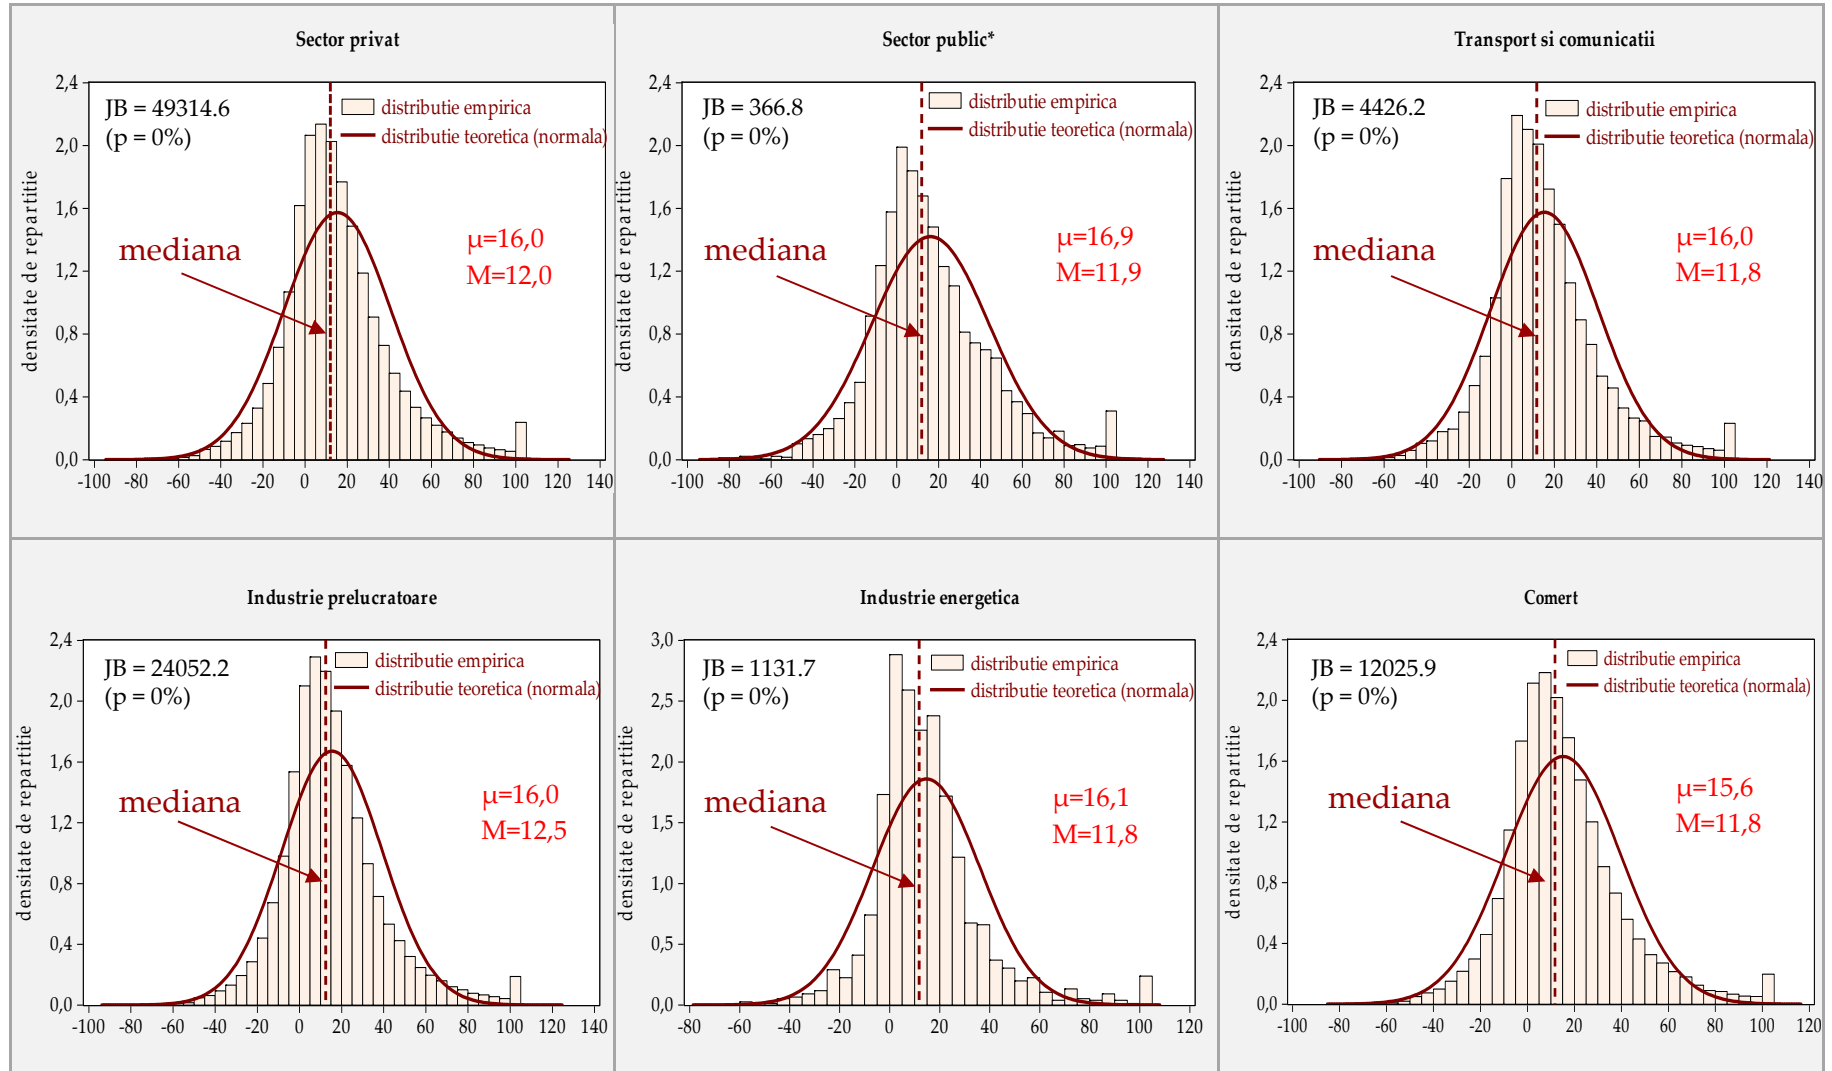 Sector privat
2,4
2,0
1,6
1,2
0,8
0,4
0,0
densitate de repartitie
JB = 49314.6
(p = 0%)
distributie empirica
distributie teoretica (normala)
mediana
μ=16,0
M=12,0
-100 -80 -60 -40 -20 0 20 40 60 80 100 120 140
Sector public*
2,4
2,0
1,6
1,2
0,8
0,4
0,0
densitate de repartitie
JB = 366.8
(p = 0%)
distributie empirica
distributie teoretica (normala)
mediana
μ=16,9
M=11,9
-100 -80 -60 -40 -20 0 20 40 60 80 100 120 140
Transport si comunicatii
2,4
2,0
1,6
1,2
0,8
0,4
0,0
densitate de repartitie
JB = 4426.2
(p = 0%)
distributie empirica
distributie teoretica (normala)
mediana
μ=16,0
M=11,8
-100 -80 -60 -40 -20 0 20 40 60 80 100 120 140
Industrie prelucratoare
2,4
2,0
1,6
1,2
0,8
0,4
0,0
densitate de repartitie
JB = 24052.2
(p = 0%)
distributie empirica
distributie teoretica (normala)
mediana
μ=16,0
M=12,5
-100 -80 -60 -40 -20 0 20 40 60 80 100 120 140
Industrie energetica
3,0
2,5
2,0
1,5
1,0
0,5
0,0
densitate de repartitie
JB = 1131.7
(p = 0%)
distributie empirica
distributie teoretica (normala)
mediana
μ=16,1
M=11,8
-80 -60 -40 -20 0 20 40 60 80 100 120
Comert
2,4
2,0
1,6
1,2
0,8
0,4
0,0
densitate de repartitie
JB = 12025.9
(p = 0%)
distributie empirica
distributie teoretica (normala)
mediana
μ=15,6
M=11,8
-100 -80 -60 -40 -20 0 20 40 60 80 100 120